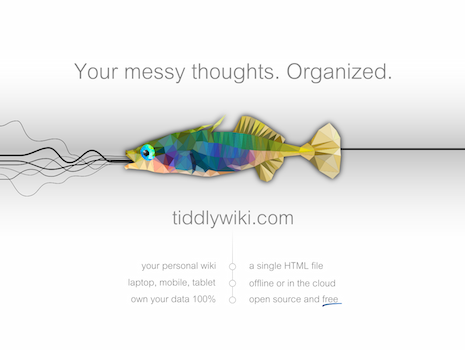 Your messy thoughts. Organized.
tiddlywiki.com
your personal wiki
a single HTML file
laptop, mobile, tablet
offline or in the cloud
own your data 100%
open source and free